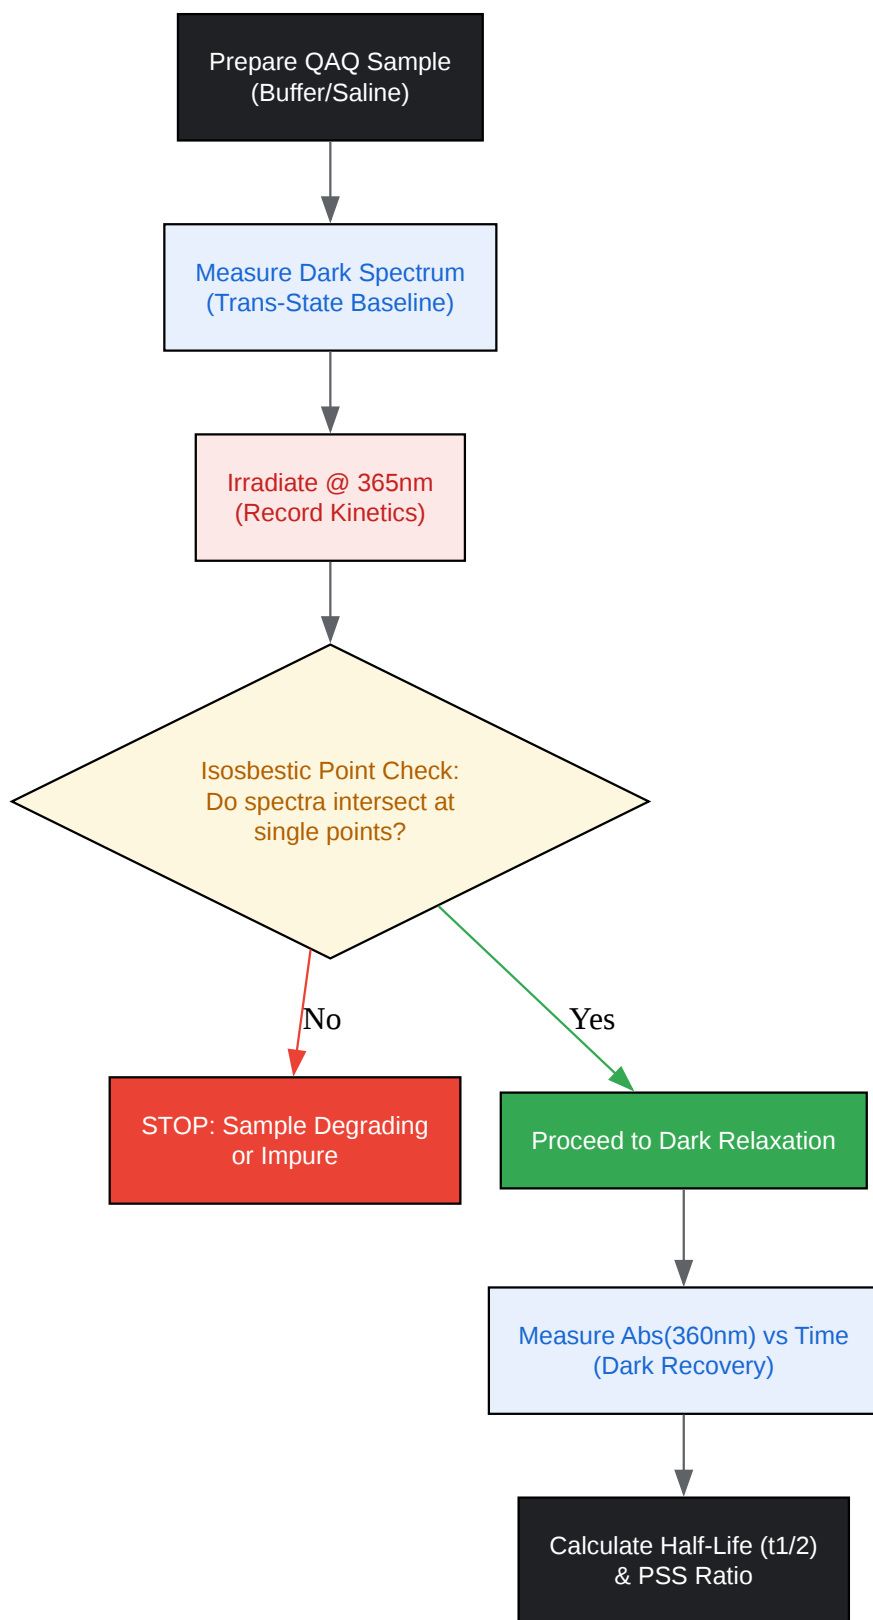 Prepare QAQ Sample
(Buffer/Saline)
Measure Dark Spectrum
(Trans-State Baseline)
Irradiate @ 365nm
(Record Kinetics)
Isosbestic Point Check:
Do spectra intersect at
single points?
No
Yes
STOP: Sample Degrading
or Impure
Proceed to Dark Relaxation
Measure Abs(360nm) vs Time
(Dark Recovery)
Calculate Half-Life (t1/2)
& PSS Ratio